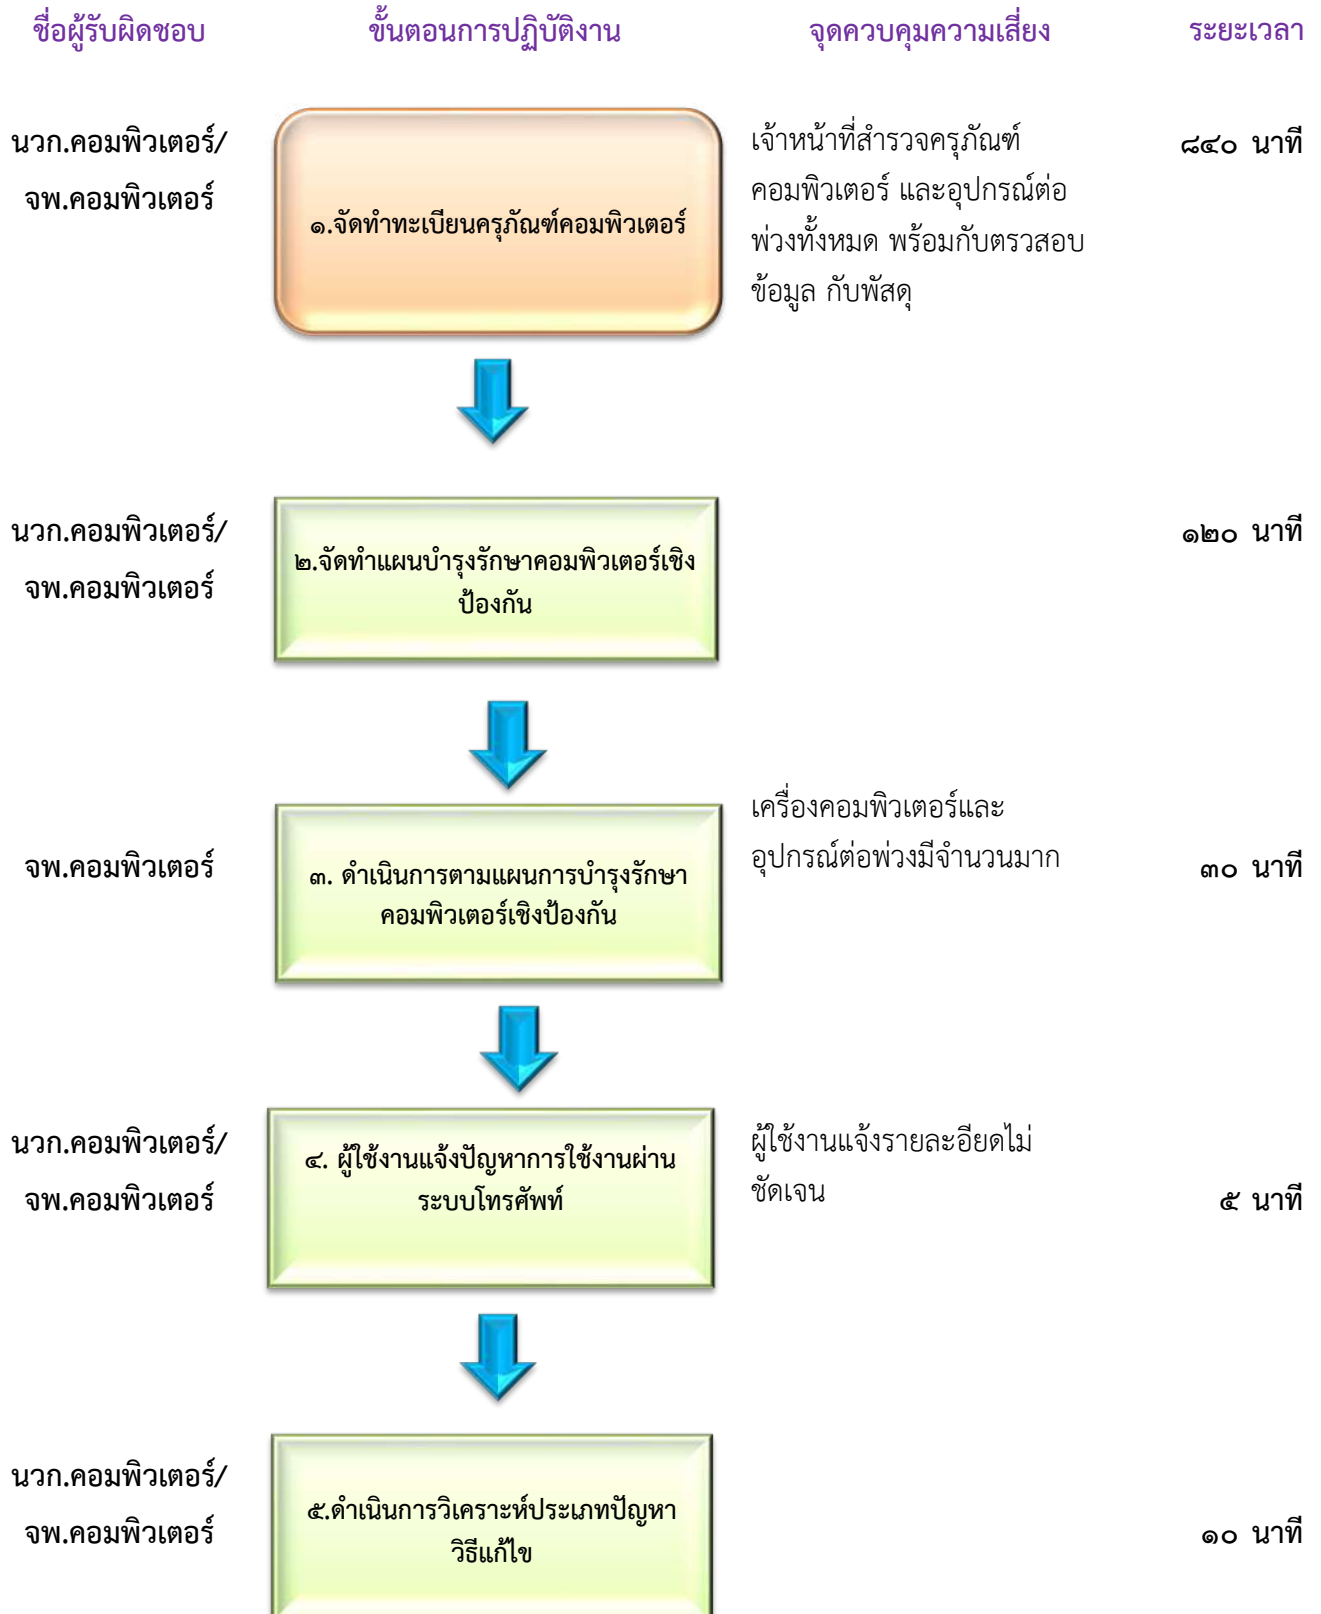 ชื่อผู้รับผิดชอบ ขั้นตอนการปฏิบัติงาน จุดควบคุมความเสี่ยง ระยะเวลา
นวก.คอมพิวเตอร์/
จพ.คอมพิวเตอร์
๑.จัดทำทะเบียนครุภัณฑ์คอมพิวเตอร์
เจ้าหน้าที่สำรวจครุภัณฑ์
คอมพิวเตอร์ และอุปกรณ์ต่อ
พ่วงทั้งหมด พร้อมกับตรวสอบ
ข้อมูล กับพัสดุ
๘๔๐ นาที
นวก.คอมพิวเตอร์/
จพ.คอมพิวเตอร์
๒.จัดทำแผนบำรุงรักษาคอมพิวเตอร์เชิง
ป้องกัน
๑๒๐ นาที
จพ.คอมพิวเตอร์
๓. ดำเนินการตามแผนการบำรุงรักษา
คอมพิวเตอร์เชิงป้องกัน
เครื่องคอมพิวเตอร์และ
อุปกรณ์ต่อพ่วงมีจำนวนมาก
๓๐ นาที
นวก.คอมพิวเตอร์/
จพ.คอมพิวเตอร์
๔. ผู้ใช้งานแจ้งปัญหาการใช้งานผ่าน
ระบบโทรศัพท์
ผู้ใช้งานแจ้งรายละอียดไม่
ชัดเจน
๕ นาที
นวก.คอมพิวเตอร์/
จพ.คอมพิวเตอร์
๕.ดำเนินการวิเคราะห์ประเภทปัญหา
วิธีแก้ไข
๑๐ นาที